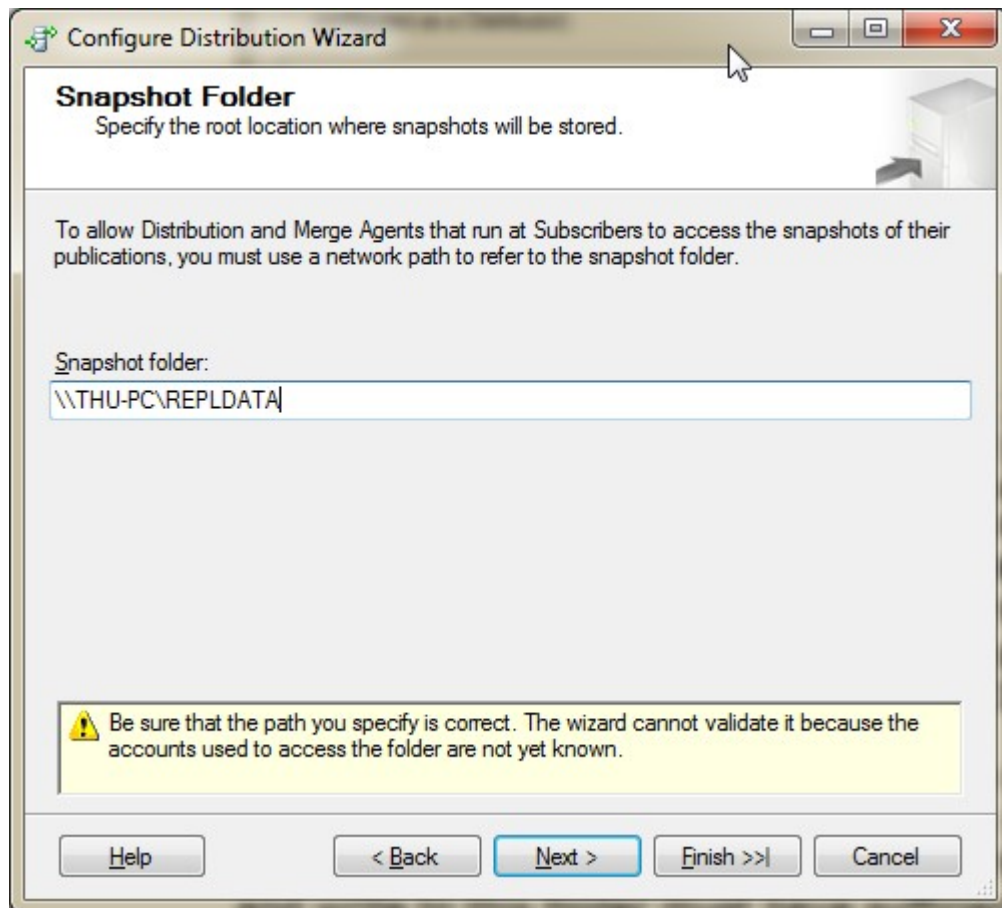 Configure Distribution Wizard
Snapshot Folder
Specify the root location where snapshots will be stored.
To allow Distribution and Merge Agents that run at Subscribers to access the snapshots of their
publications, you must use a network path to refer to the snapshot folder.
Snapshot folder:
\\THU-PC\REPLDATA
Be sure that the path you specify is correct. The wizard cannot validate it because the
accounts used to access the folder are not yet known.
Help
< Back
Next >
Finish >>|
Cancel